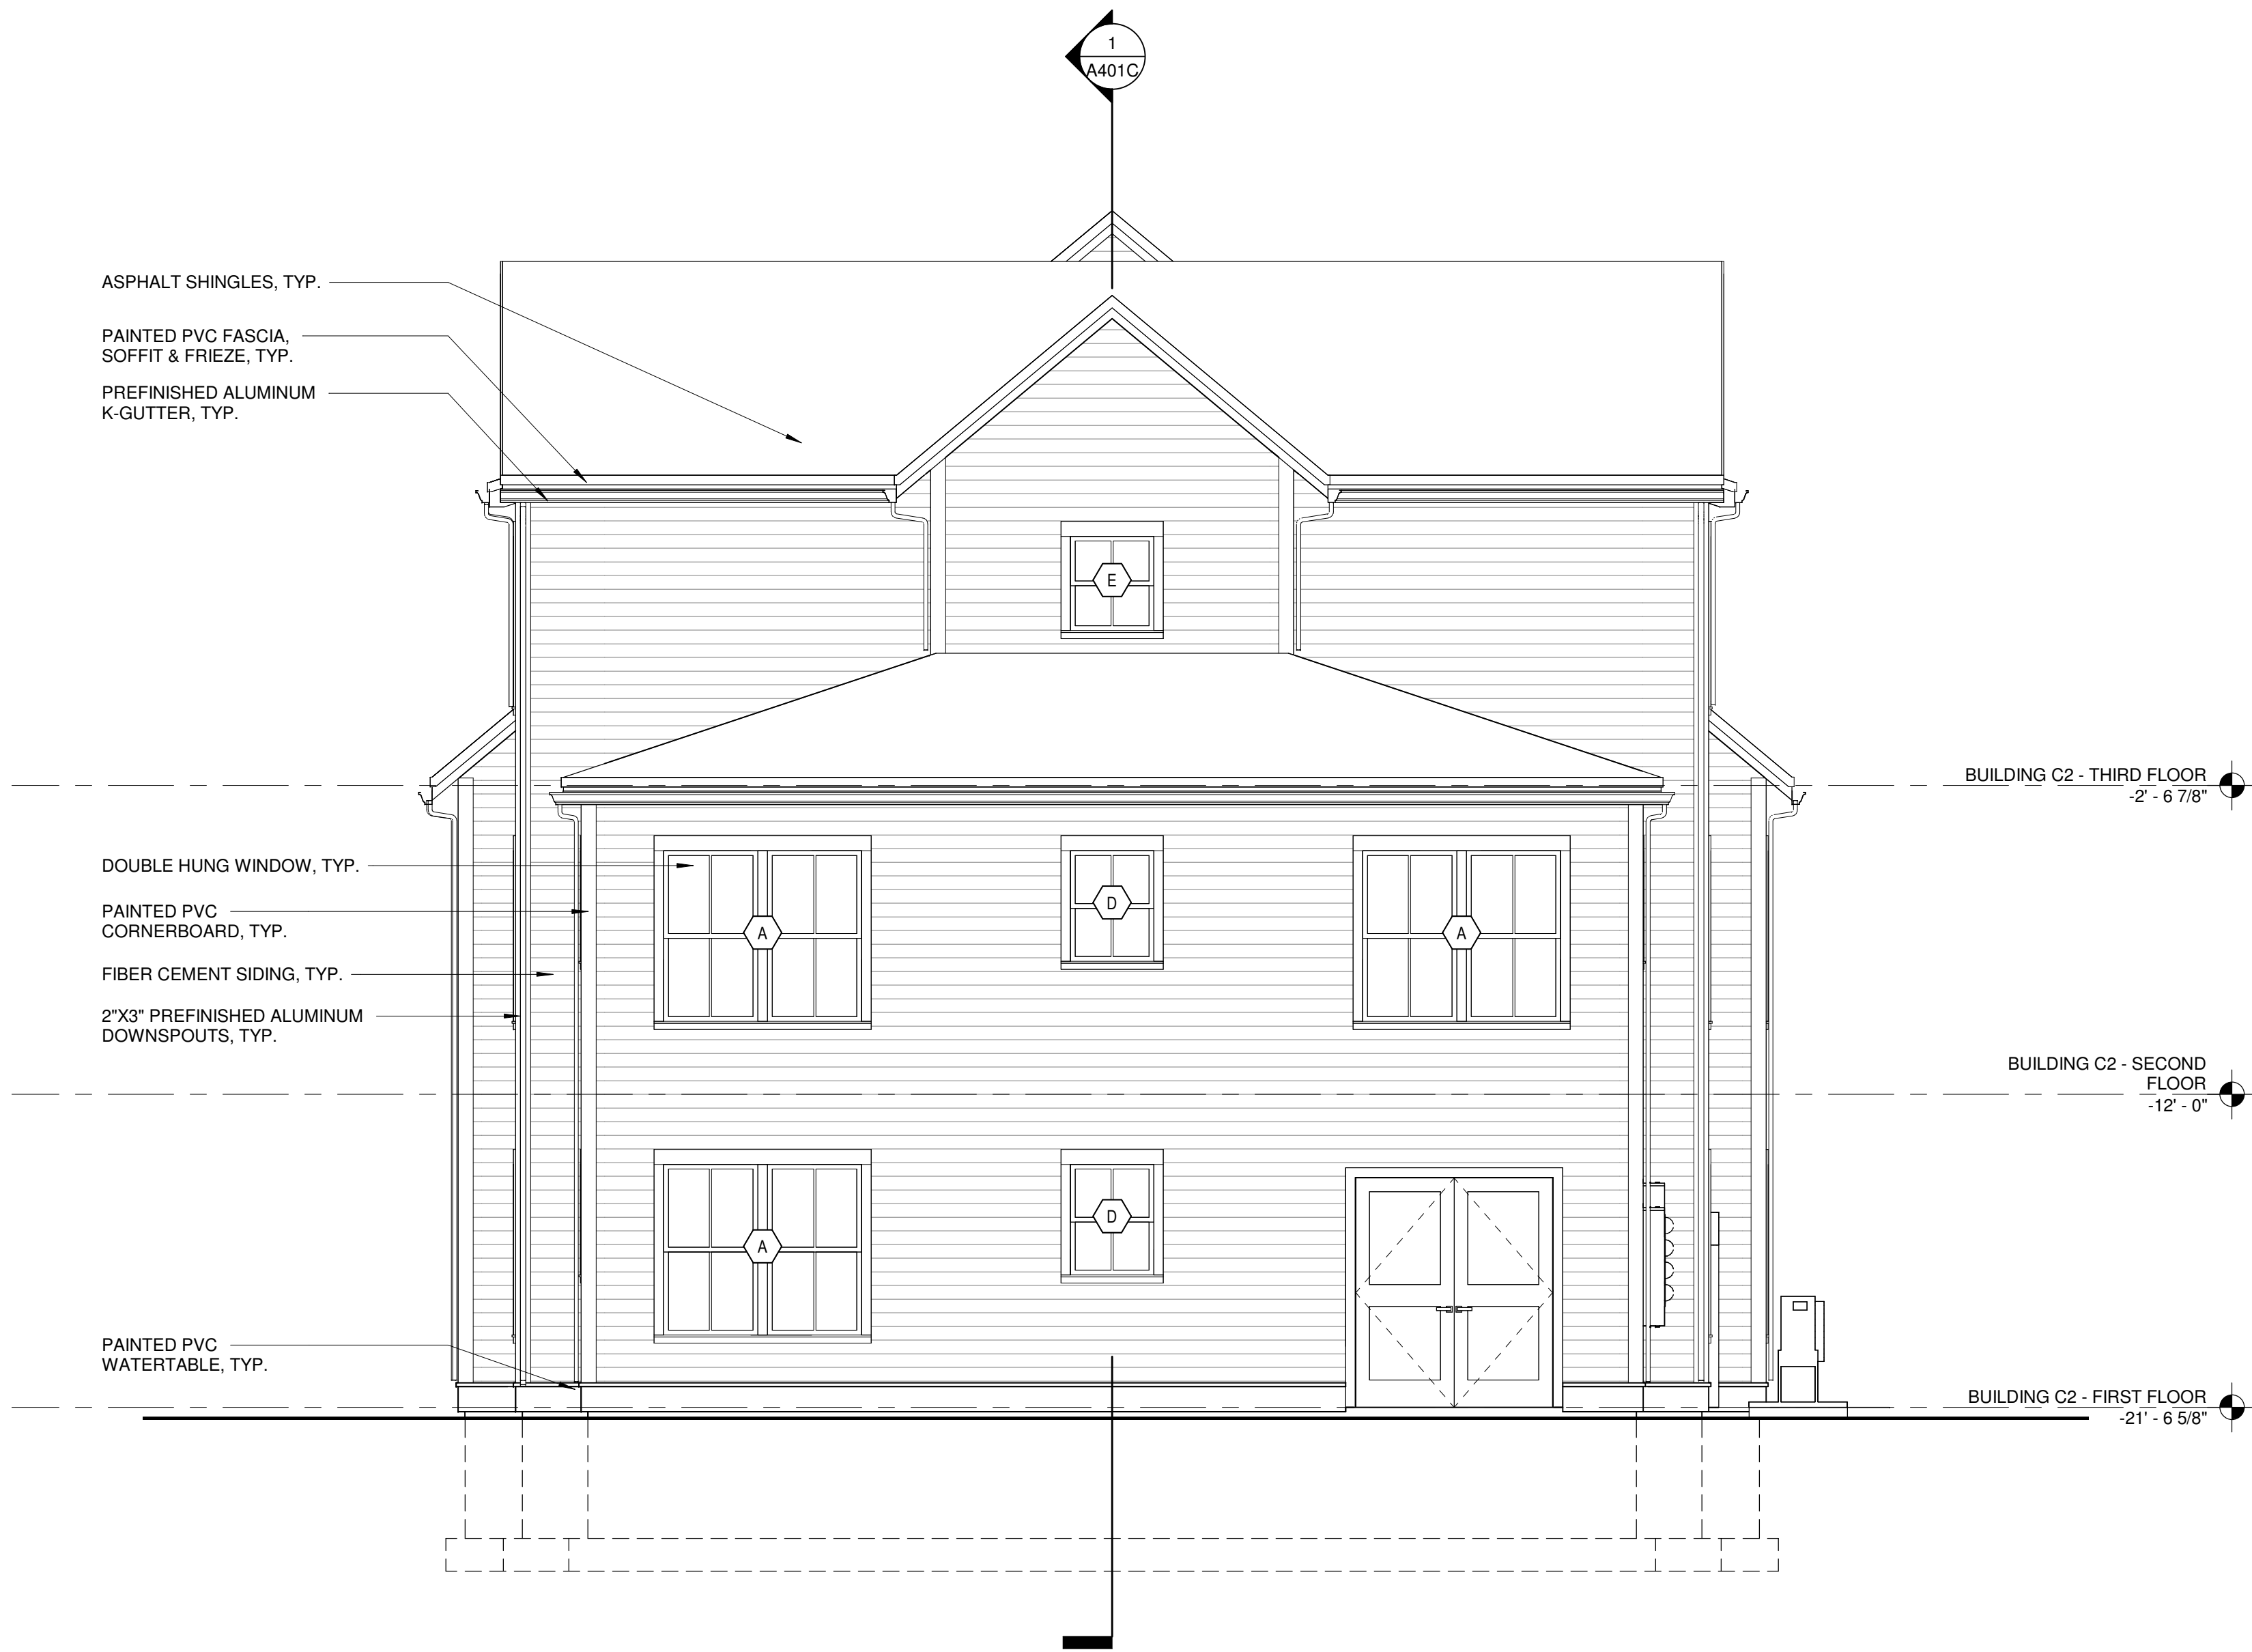 1
A401C
ASPHALT SHINGLES, TYP.
PAINTED PVC FASCIA,
SOFFIT & FRIEZE, TYP.
PREFINISHED ALUMINUM
K-GUTTER, TYP.
E
BUILDING C2 - THIRD FLOOR
-2' - 6 7/8"
DOUBLE HUNG WINDOW, TYP.
PAINTED PVC
CORNERBOARD, TYP.
FIBER CEMENT SIDING, TYP.
2"X3" PREFINISHED ALUMINUM
DOWNSPOUTS, TYP.
A
D
A
BUILDING C2 - SECOND
FLOOR
-12' - 0"
A
D
PAINTED PVC
WATERTABLE, TYP.
BUILDING C2 - FIRST FLOOR
-21' - 6 5/8"